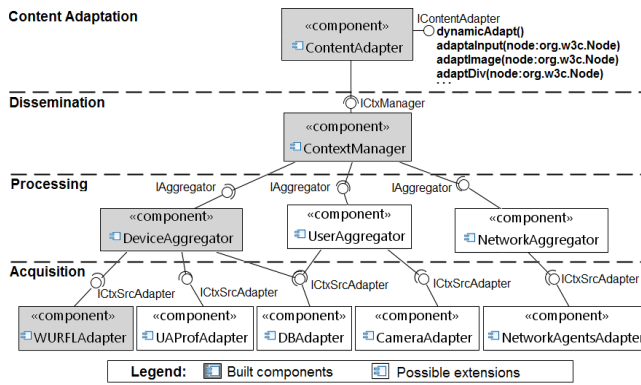 Content Adaptation
«component»
ContentAdapter
IContentAdapter
dynamicAdapt()
adaptaInput(node:org.w3c.Node)
adaptImage(node:org.w3c.Node)
adaptDiv(node:org.w3c.Node)
...
Dissemination
ICtxManager
«component»
ContextManager
Processing
IAggregator
IAggregator
IAggregator
«component»
DeviceAggregator
«component»
UserAggregator
«component»
NetworkAggregator
Acquisition
ICtxSrcAdapter
ICtxSrcAdapter
ICtxSrcAdapter
ICtxSrcAdapter
ICtxSrcAdapter
«component»
WURFLAdapter
«component»
UAProfAdapter
«component»
DBAdapter
«component»
CameraAdapter
«component»
NetworkAgentsAdapter
Legend: Built components Possible extensions